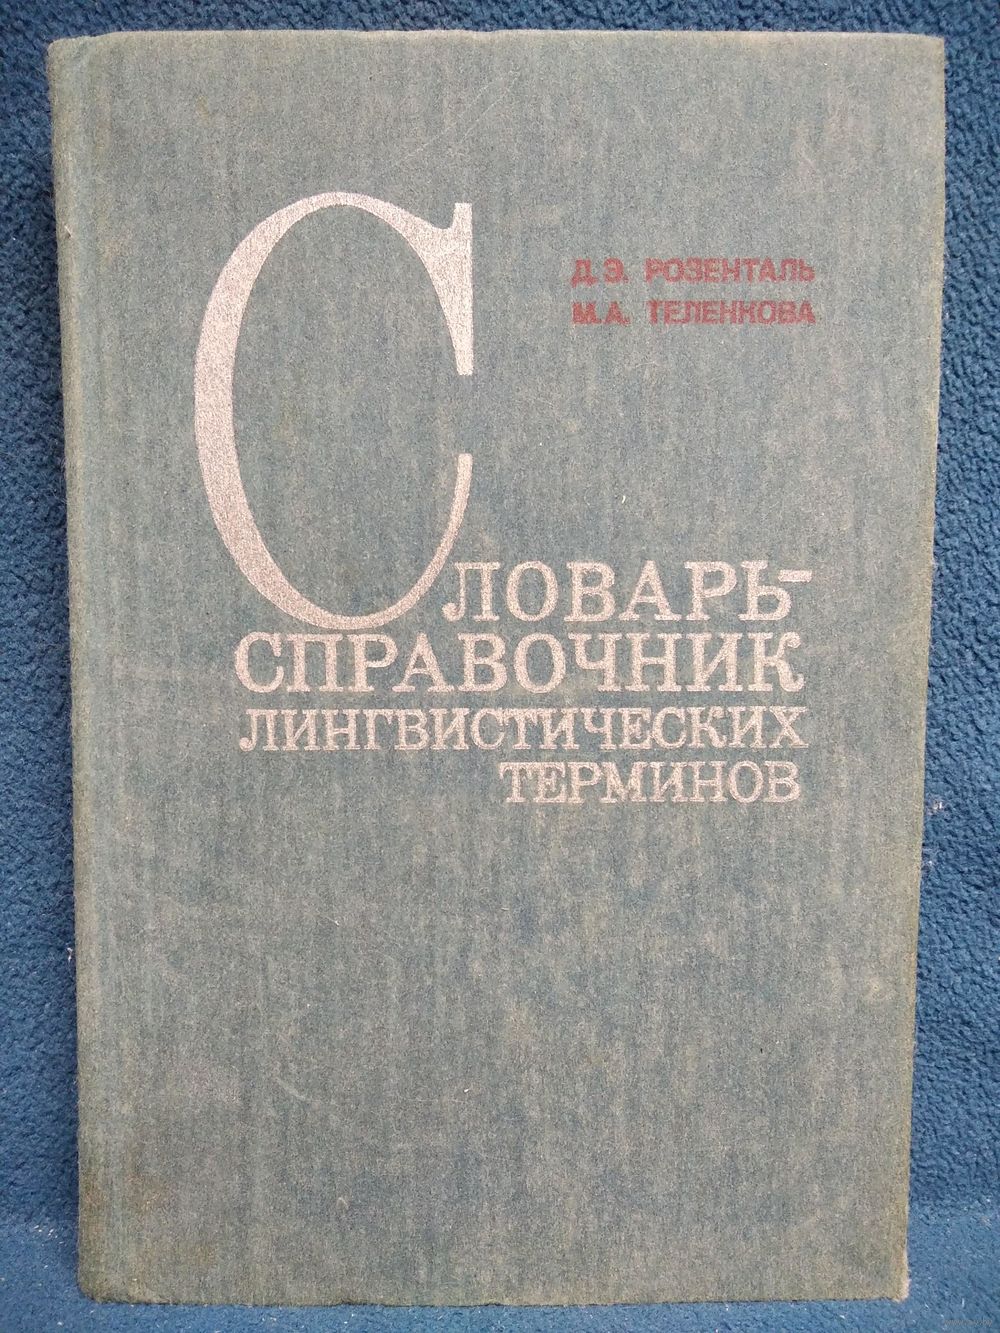 Д.Э. РОЗЕНТАЛЬ
М.А. ТЕЛЕНКОВА
СЛОВАРЬ-
СПРАВОЧНИК
ЛИНГВИСТИЧЕСКИХ
ТЕРМИНОВ